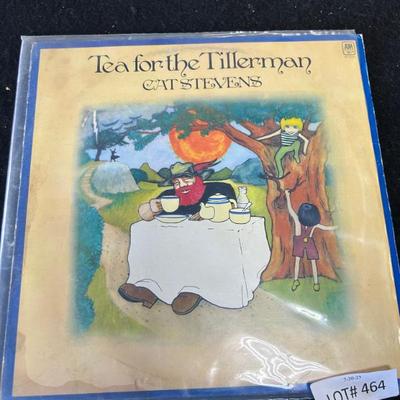 A&M
Tea for the Tillerman
CAT STEVENS
LOT# 464